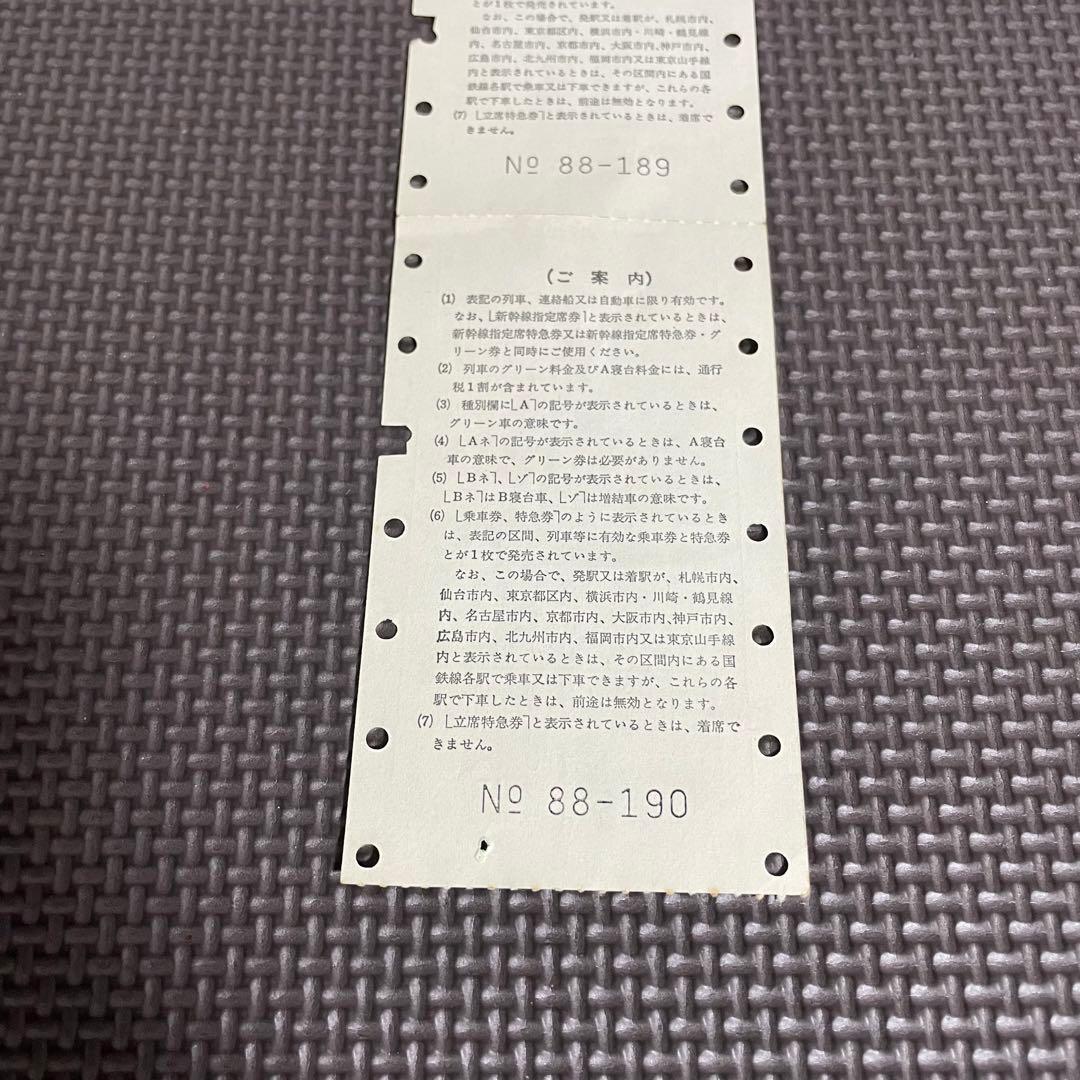 とが1枚で発売されています。
なお、この場合で、発駅又は着駅が、札幌市内、
仙台市内、東京都区内、横浜市内・川崎・鶴見線
内、名古屋市内、京都市内、大阪市内、神戸市内、
広島市内、北九州市内、福岡市内又は東京山手線
内と表示されているときは、その区間内にある国
鉄線各駅で乗車又は下車できますが、これらの各
駅で下車したときは、前途は無効となります。
(7) ⌊立席特急券⌉と表示されているときは、着席で
きません。
№ 88-189
(ご案内)
(1) 表記の列車、連絡船又は自動車に限り有効です。
なお、⌊新幹線指定席券⌉と表示されているときは、
新幹線指定席特急券又は新幹線指定席特急券・グ
リーン券と同時にご使用ください。
(2) 列車のグリーン料金及びA寝台料金には、通行
税1割が含まれています。
(3) 種別欄に⌊A⌉の記号が表示されているときは、
グリーン車の意味です。
(4) ⌊Aネ⌉の記号が表示されているときは、A寝台
車の意味で、グリーン券は必要がありません。
(5) ⌊Bネ⌉、⌊ゾ⌉の記号が表示されているときは、
⌊Bネ⌉はB寝台車、⌊ゾ⌉は増結車の意味です。
(6) ⌊乗車券、特急券⌉のように表示されているとき
は、表記の区間、列車等に有効な乗車券と特急券
とが1枚で発売されています。
なお、この場合で、発駅又は着駅が、札幌市内、
仙台市内、東京都区内、横浜市内・川崎・鶴見線
内、名古屋市内、京都市内、大阪市内、神戸市内、
広島市内、北九州市内、福岡市内又は東京山手線
内と表示されているときは、その区間内にある国
鉄線各駅で乗車又は下車できますが、これらの各
駅で下車したときは、前途は無効となります。
(7) ⌊立席特急券⌉と表示されているときは、着席で
きません。
№ 88-190